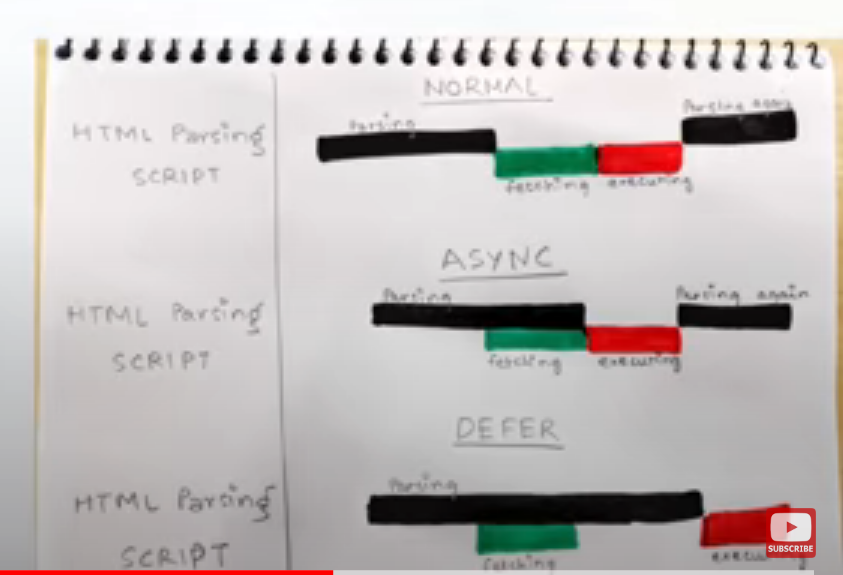 NORMAL
Parsing again
Parsing
HTML Parsing
SCRIPT
fetching executing
ASYNC
Parsing
Parsing again
HTML Parsing
SCRIPT
fetching
executing
DEFER
Parsing
HTML Parsing
SCRIPT
fetching
SUBSCRIBE